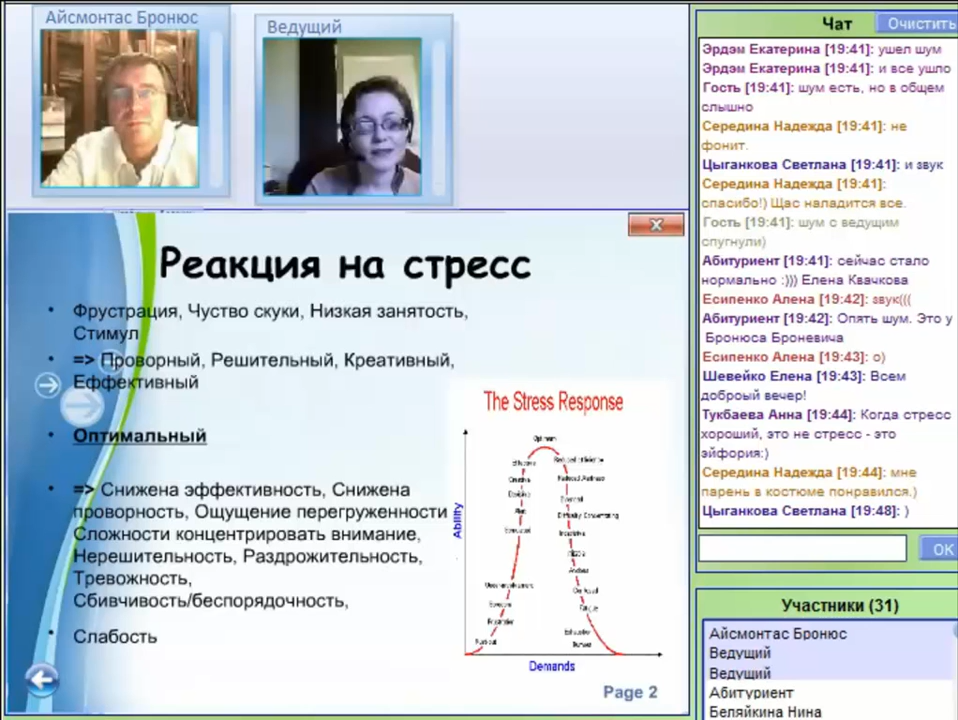 Айсмонтас Бронюс
Ведущий
Реакция на стресс
• Фрустрация, Чуство скуки, Низкая занятость,
Стимул
• => Проворный, Решительный, Креативный,
Еффективный
• Оптимальный
• => Снижена эффективность, Снижена
проворность, Ощущение перегруженности
Сложности концентрировать внимание,
Нерешительность, Раздрожительность,
Тревожность,
Сбивчивость/беспорядочность,
• Слабость
The Stress Response
Optimum
Creative
Fatigue
Ability
Demands
Page 2
Чат
Очистить
Эрдэм Екатерина [19:41]: ушел шум
Эрдэм Екатерина [19:41]: и все ушло
Гость [19:41]: шум есть, но в общем
слышно
Середина Надежда [19:41]: не
фонит.
Цыганкова Светлана [19:41]: и звук
Середина Надежда [19:41]:
спасибо!) Щас наладится все.
Гость [19:41]: шум с ведущим
спугнули)
Абитуриент [19:41]: сейчас стало
нормально :))) Елена Квачкова
Есипенко Алена [19:42]: звук(((
Абитуриент [19:42]: Опять шум. Это у
Бронюса Броневича
Есипенко Алена [19:43]: о)
Шевейко Елена [19:43]: Всем
доброый вечер!
Тукбаева Анна [19:44]: Когда стресс
хороший, это не стресс - это
эйфория:)
Середина Надежда [19:44]: мне
парень в костюме понравился.)
Цыганкова Светлана [19:48]: )
ОК
Участники (31)
Айсмонтас Бронюс
Ведущий
Ведущий
Абитуриент
Беляйкина Нина